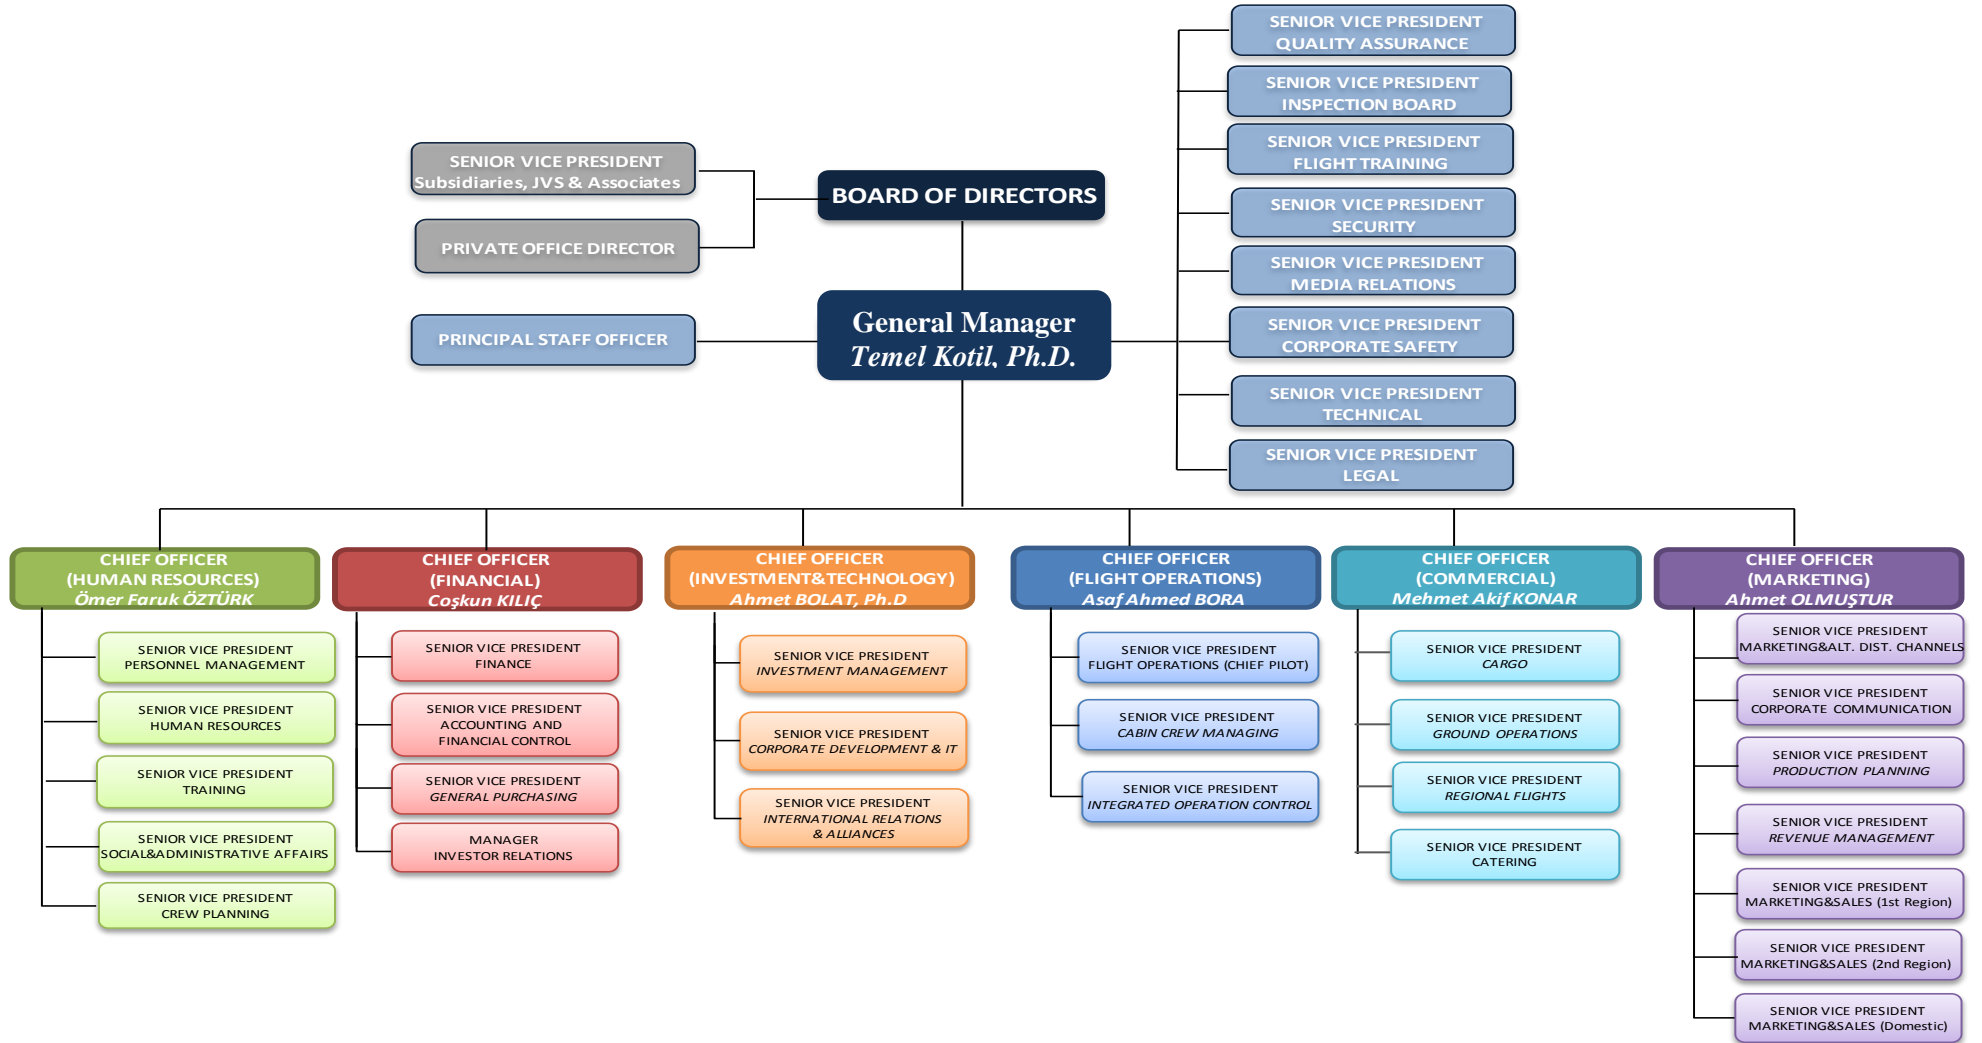 SENIOR VICE PRESIDENT
QUALITY ASSURANCE
SENIOR VICE PRESIDENT
INSPECTION BOARD
SENIOR VICE PRESIDENT
FLIGHT TRAINING
SENIOR VICE PRESIDENT
SECURITY
SENIOR VICE PRESIDENT
MEDIA RELATIONS
SENIOR VICE PRESIDENT
CORPORATE SAFETY
SENIOR VICE PRESIDENT
TECHNICAL
SENIOR VICE PRESIDENT
LEGAL
SENIOR VICE PRESIDENT
Subsidiaries, JVS & Associates
PRIVATE OFFICE DIRECTOR
BOARD OF DIRECTORS
PRINCIPAL STAFF OFFICER
General Manager
Temel Kotil, Ph.D.
CHIEF OFFICER
(HUMAN RESOURCES)
Ömer Faruk ÖZTÜRK
SENIOR VICE PRESIDENT
PERSONNEL MANAGEMENT
SENIOR VICE PRESIDENT
HUMAN RESOURCES
SENIOR VICE PRESIDENT
TRAINING
SENIOR VICE PRESIDENT
SOCIAL&ADMINISTRATIVE AFFAIRS
SENIOR VICE PRESIDENT
CREW PLANNING
CHIEF OFFICER
(FINANCIAL)
Coşkun KILIÇ
SENIOR VICE PRESIDENT
FINANCE
SENIOR VICE PRESIDENT
ACCOUNTING AND
FINANCIAL CONTROL
SENIOR VICE PRESIDENT
GENERAL PURCHASING
MANAGER
INVESTOR RELATIONS
CHIEF OFFICER
(INVESTMENT&TECHNOLOGY)
Ahmet BOLAT, Ph.D
SENIOR VICE PRESIDENT
INVESTMENT MANAGEMENT
SENIOR VICE PRESIDENT
CORPORATE DEVELOPMENT & IT
SENIOR VICE PRESIDENT
INTERNATIONAL RELATIONS
& ALLIANCES
CHIEF OFFICER
(FLIGHT OPERATIONS)
Asaf Ahmed BORA
SENIOR VICE PRESIDENT
FLIGHT OPERATIONS (CHIEF PILOT)
SENIOR VICE PRESIDENT
CABIN CREW MANAGING
SENIOR VICE PRESIDENT
INTEGRATED OPERATION CONTROL
CHIEF OFFICER
(COMMERCIAL)
Mehmet Akif KONAR
SENIOR VICE PRESIDENT
CARGO
SENIOR VICE PRESIDENT
GROUND OPERATIONS
SENIOR VICE PRESIDENT
REGIONAL FLIGHTS
SENIOR VICE PRESIDENT
CATERING
CHIEF OFFICER
(MARKETING)
Ahmet OLMUŞTUR
SENIOR VICE PRESIDENT
MARKETING&ALT. DIST. CHANNELS
SENIOR VICE PRESIDENT
CORPORATE COMMUNICATION
SENIOR VICE PRESIDENT
PRODUCTION PLANNING
SENIOR VICE PRESIDENT
REVENUE MANAGEMENT
SENIOR VICE PRESIDENT
MARKETING&SALES (1st Region)
SENIOR VICE PRESIDENT
MARKETING&SALES (2nd Region)
SENIOR VICE PRESIDENT
MARKETING&SALES (Domestic)